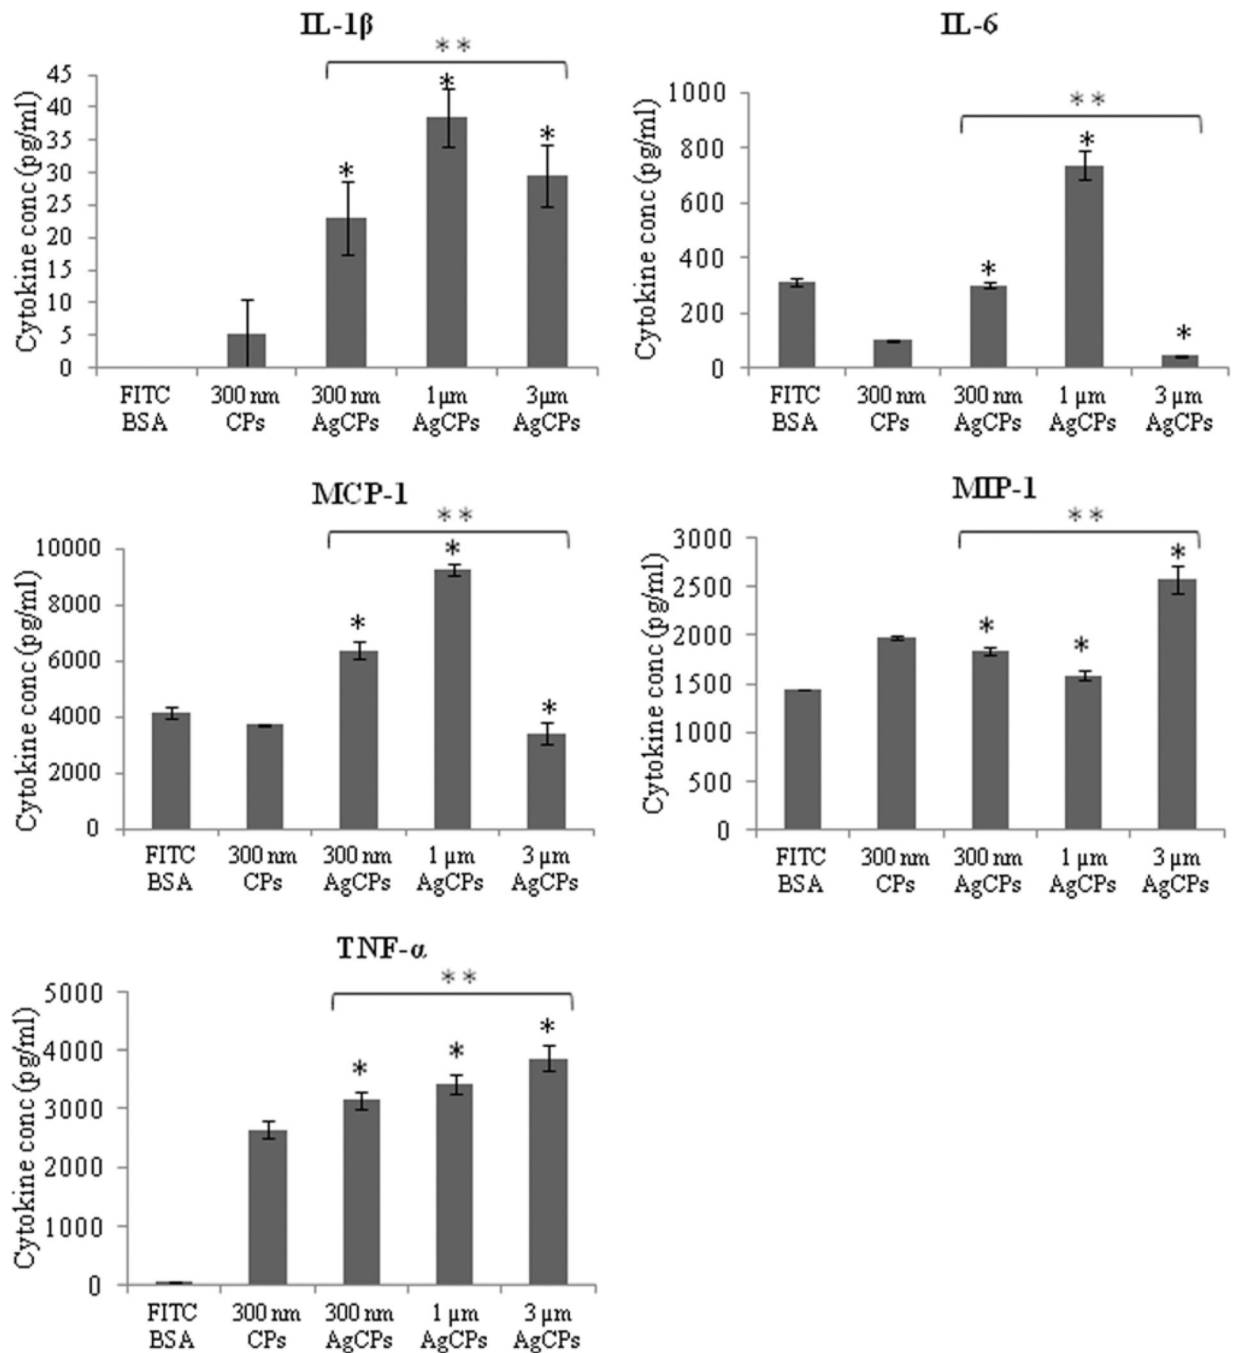 IL-1β
**
Cytokine conc (pg/ml)
45
40
35
30
25
20
15
10
5
0
*
*
*
FITC BSA
300 nm CPs
300 nm AgCPs
1 µm AgCPs
3µm AgCPs
IL-6
**
Cytokine conc (pg/ml)
1000
800
600
400
200
0
*
*
*
FITC BSA
300 nm CPs
300 nm AgCPs
1 µm AgCPs
3 µm AgCPs
MCP-1
**
Cytokine conc (pg/ml)
10000
8000
6000
4000
2000
0
*
*
*
FITC BSA
300 nm CPs
300 nm AgCPs
1 µm AgCPs
3 µm AgCPs
MIP-1
**
Cytokine conc (pg/ml)
3000
2500
2000
1500
1000
500
0
*
*
*
FITC BSA
300 nm CPs
300 nm AgCPs
1 µm AgCPs
3 µm AgCPs
TNF-α
**
Cytokine conc (pg/ml)
5000
4000
3000
2000
1000
0
*
*
*
FITC BSA
300 nm CPs
300 nm AgCPs
1 µm AgCPs
3 µm AgCPs